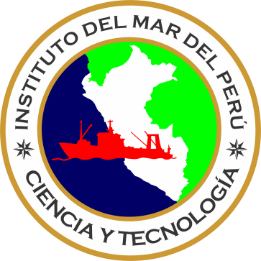 INSTITUTO DEL MAR DEL PERÚ
CIENCIA Y TECNOLOGÍA